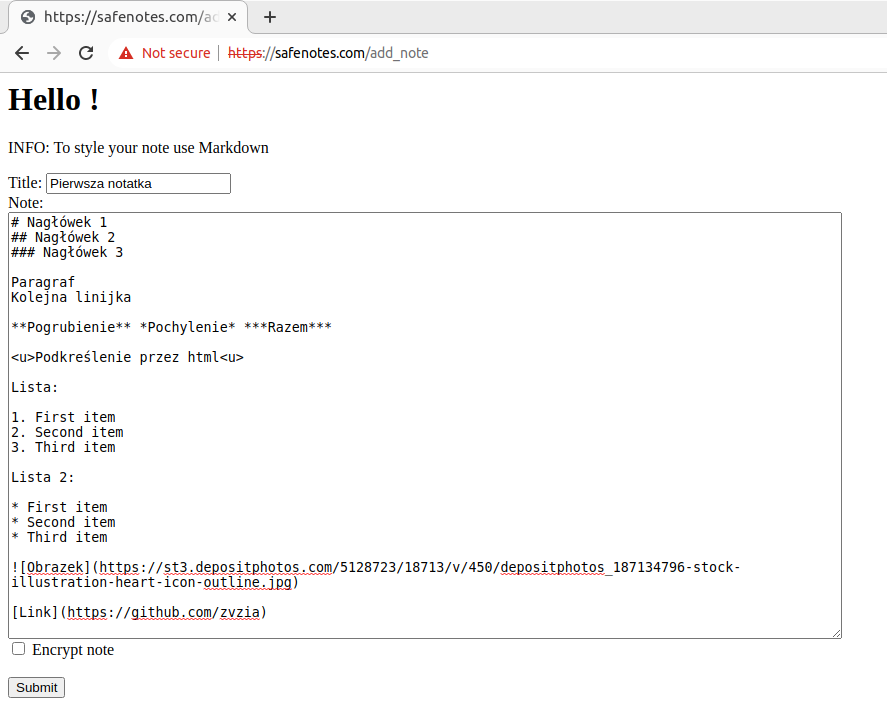 https://safenotes.com/ad
Not secure | https://safenotes.com/add_note
Hello !
INFO: To style your note use Markdown
Title: Pierwsza notatka
Note:
# Nagłówek 1
## Nagłówek 2
### Nagłówek 3
Paragraf
Kolejna linijka
**Pogrubienie** *Pochylenie* ***Razem***
<u>Podkreślenie przez html<u>
Lista:
1. First item
2. Second item
3. Third item
Lista 2:
* First item
* Second item
* Third item
![Obrazek](https://st3.depositphotos.com/5128723/18713/v/450/depositphotos_187134796-stock-
illustration-heart-icon-outline.jpg)
[Link](https://github.com/zvzia)
Encrypt note
Submit